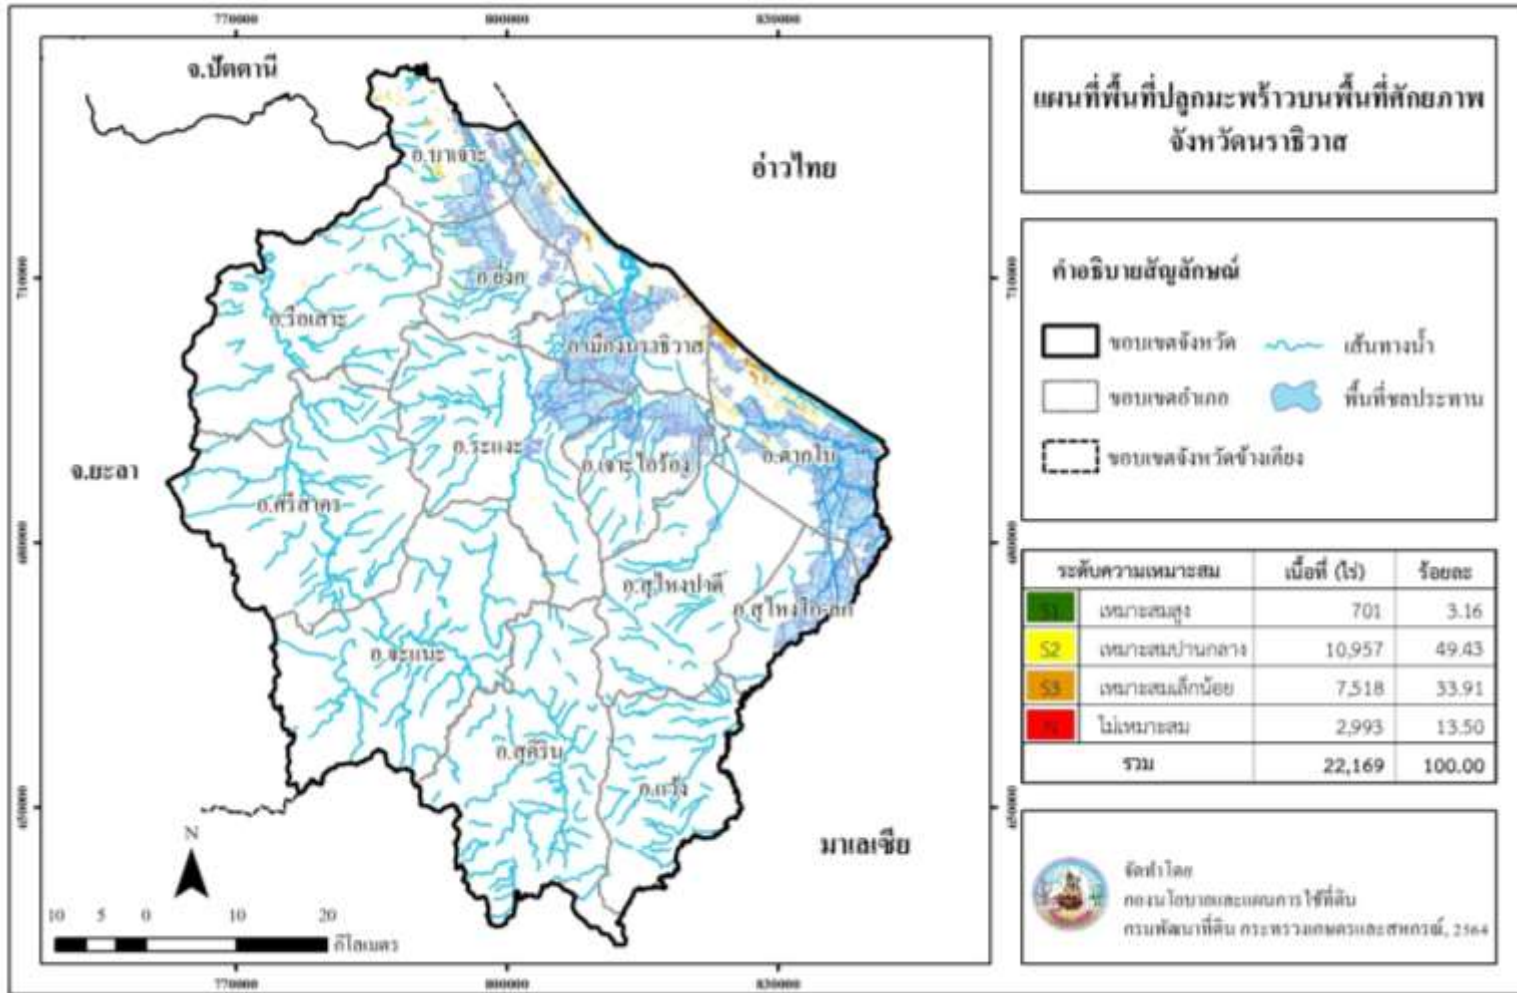 770000 800000 830000
จ.ปัตตานี
อ.บาเจาะ
อ่าวไทย
710000 710000
อ.ยี่งอ
อ.รือเสาะ
อ.เมืองนราธิวาส
อ.ระแงะ
อ.เจาะไอร้อง
อ.ตากใบ
จ.ยะลา
อ.ศรีสาคร
680000 680000
อ.สุไหงปาดี
อ.สุไหงโก-ลก
อ.จะแนะ
อ.สุคิริน
อ.แว้ง
650000 650000
มาเลเซีย
N
10 5 0 10 20
กิโลเมตร
770000 800000 830000
แผนที่พื้นที่ปลูกมะพร้าวบนพื้นที่ศักยภาพ
จังหวัดนราธิวาส
คำอธิบายสัญลักษณ์
ขอบเขตจังหวัด เส้นทางน้ำ
ขอบเขตอำเภอ พื้นที่ชลประทาน
ขอบเขตจังหวัดข้างเคียง
ระดับความเหมาะสม เนื้อที่ (ไร่) ร้อยละ
S1 เหมาะสมสูง 701 3.16
S2 เหมาะสมปานกลาง 10,957 49.43
S3 เหมาะสมเล็กน้อย 7,518 33.91
N ไม่เหมาะสม 2,993 13.50
รวม 22,169 100.00
จัดทำโดย
กองนโยบายและแผนการใช้ที่ดิน
กรมพัฒนาที่ดิน กระทรวงเกษตรและสหกรณ์, 2564